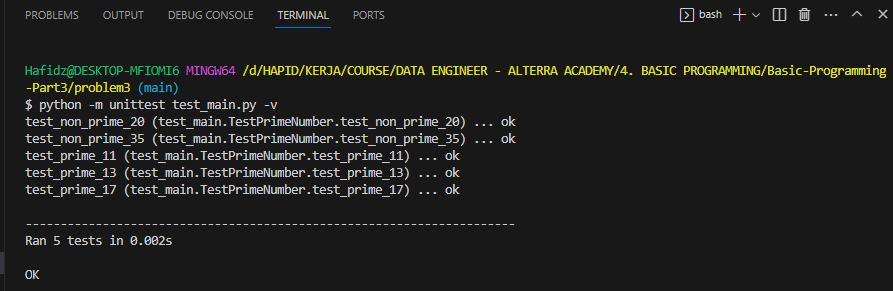 PROBLEMS OUTPUT DEBUG CONSOLE TERMINAL PORTS bash
Hafidz@DESKTOP-MFIOMI6 MINGW64 /d/HAPID/KERJA/COURSE/DATA ENGINEER - ALTERRA ACADEMY/4. BASIC PROGRAMMING/Basic-Programming
-Part3/problem3 (main)
$ python -m unittest test_main.py -v
test_non_prime_20 (test_main.TestPrimeNumber.test_non_prime_20) ... ok
test_non_prime_35 (test_main.TestPrimeNumber.test_non_prime_35) ... ok
test_prime_11 (test_main.TestPrimeNumber.test_prime_11) ... ok
test_prime_13 (test_main.TestPrimeNumber.test_prime_13) ... ok
test_prime_17 (test_main.TestPrimeNumber.test_prime_17) ... ok
----------------------------------------------------------------------
Ran 5 tests in 0.002s
OK